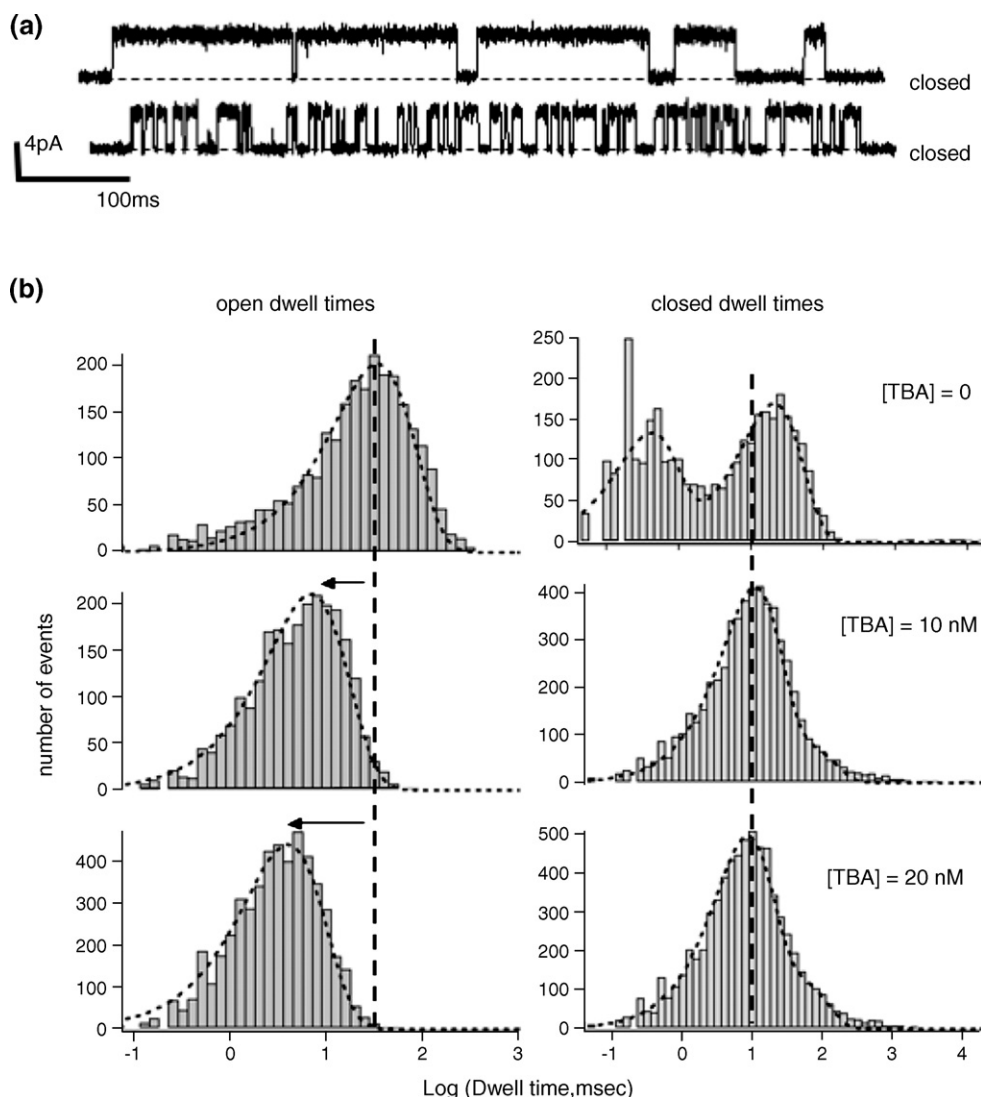 (a)
closed
closed
4pA
100ms
(b)
open dwell times
closed dwell times
200
150
100
50
0
250
200
150
100
50
0
[TBA] = 0
200
150
100
50
0
400
300
200
100
0
[TBA] = 10 nM
number of events
400
300
200
100
0
500
400
300
200
100
0
[TBA] = 20 nM
-1 0 1 2 3
0 1 2 3 4
Log (Dwell time,msec)